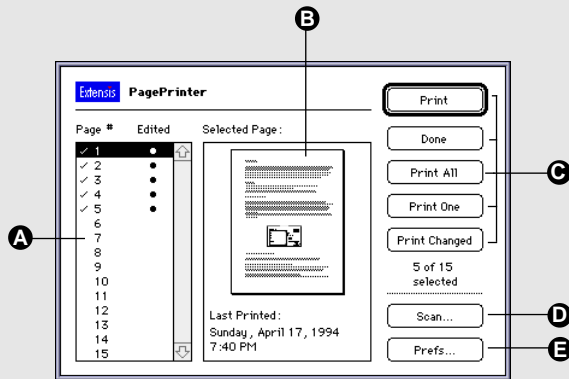 B
Extensis PagePrinter
Page # Edited Selected Page:
✓ 1 •
✓ 2 •
✓ 3 •
✓ 4 •
✓ 5 •
6
7
8
9
10
11
12
13
14
15
A
Last Printed:
Sunday, April 17, 1994
7:40 PM
Print
Done
Print All
C
Print One
Print Changed
5 of 15
selected
Scan...
D
Prefs...
E